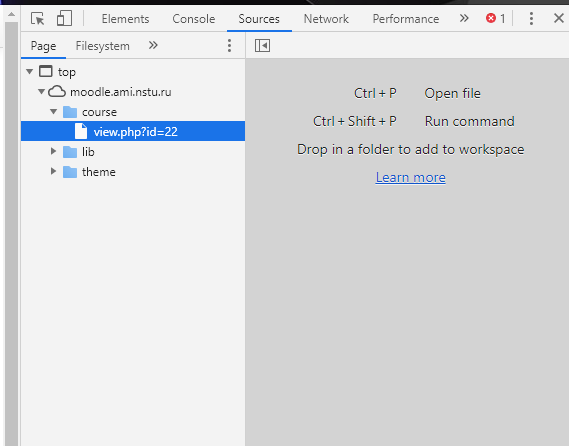 Elements Console Sources Network Performance » 1
Page Filesystem »
top
moodle.ami.nstu.ru
course
view.php?id=22
lib
theme
Ctrl + P Open file
Ctrl + Shift + P Run command
Drop in a folder to add to workspace
Learn more